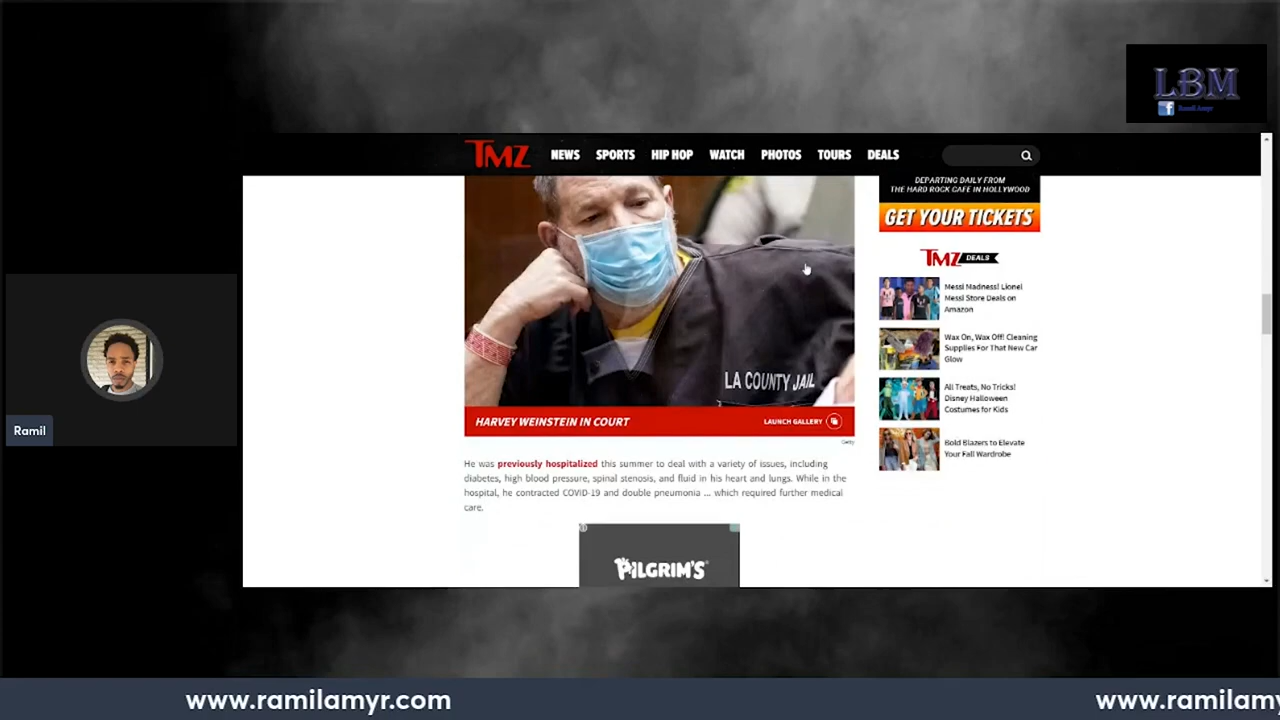 LBM
Ramil Amyr
TMZ NEWS SPORTS HIP HOP WATCH PHOTOS TOURS DEALS
DEPARTING DAILY FROM
THE HARD ROCK CAFE IN HOLLYWOOD
GET YOUR TICKETS
TMZ DEALS
Messi Madness! Lionel
Messi Store Deals on
Amazon
Wax On, Wax Off! Cleaning
Supplies For That New Car
Glow
All Treats, No Tricks!
Disney Halloween
Costumes for Kids
Bold Blazers to Elevate
Your Fall Wardrobe
LA COUNTY JAIL
HARVEY WEINSTEIN IN COURT LAUNCH GALLERY
Getty
He was previously hospitalized this summer to deal with a variety of issues, including
diabetes, high blood pressure, spinal stenosis, and fluid in his heart and lungs. While in the
hospital, he contracted COVID-19 and double pneumonia ... which required further medical
care.
PILGRIM'S
Ramil
www.ramilamyr.com www.ramilamy